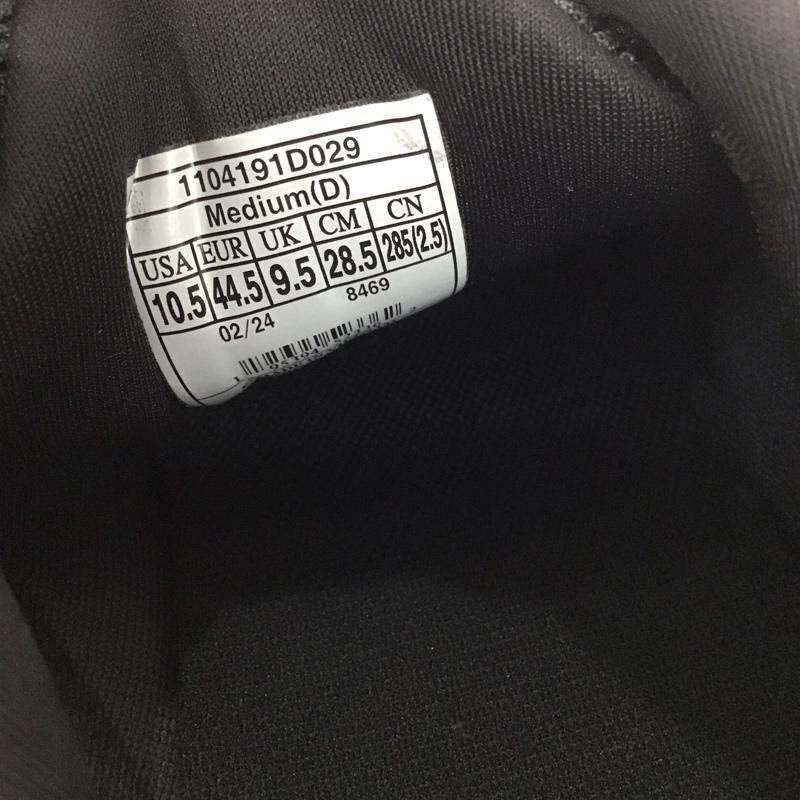 1104191D029
Medium(D)
USA EUR UK CM CN
10.5 44.5 9.5 28.5 285(2.5)
02/24 8469